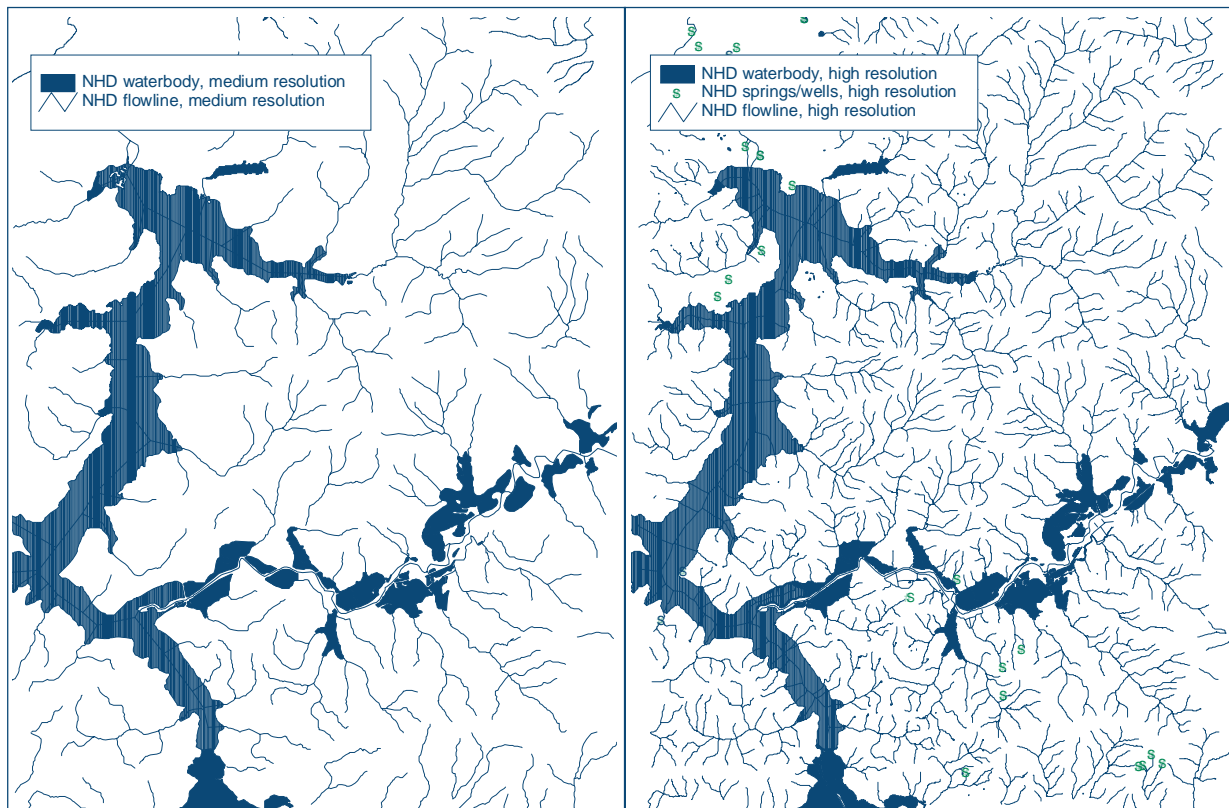 NHD waterbody, medium resolution
NHD flowline, medium resolution
NHD waterbody, high resolution
S NHD springs/wells, high resolution
NHD flowline, high resolution